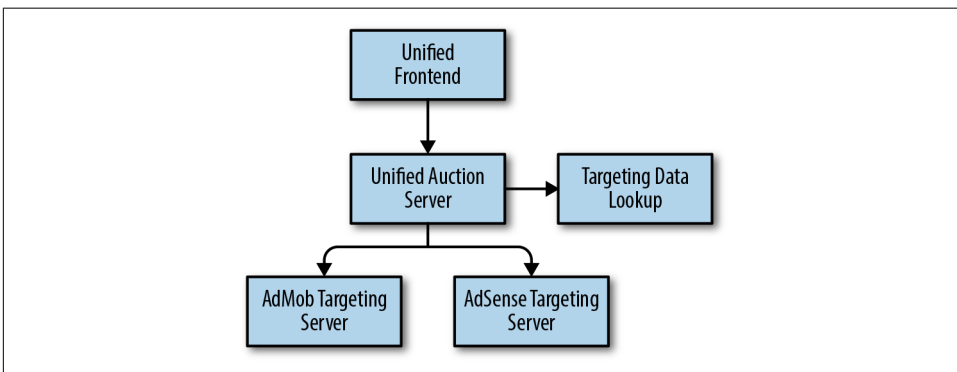 Unified
Frontend
Unified Auction
Server
Targeting Data
Lookup
AdMob Targeting
Server
AdSense Targeting
Server